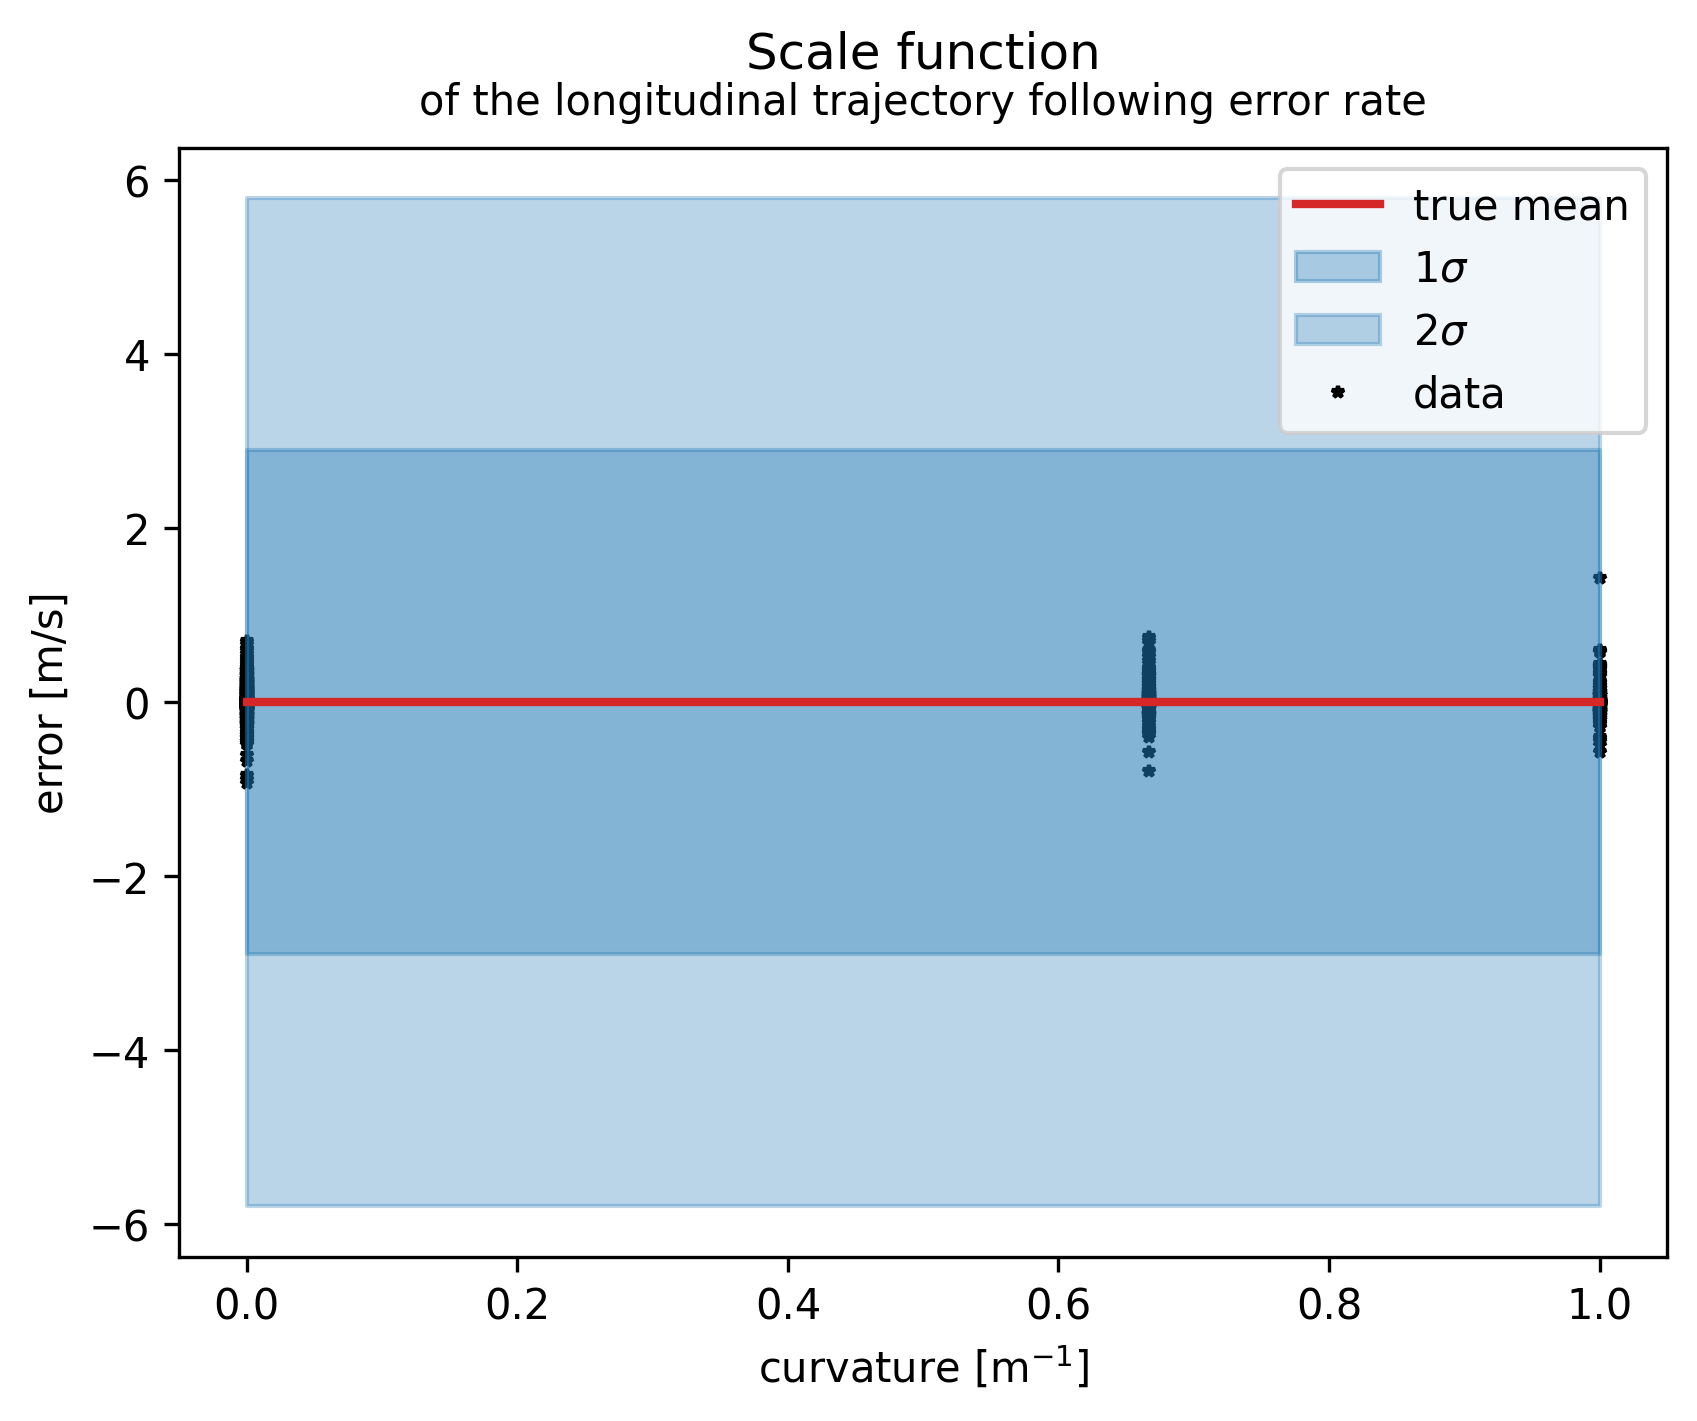 Scale function
of the longitudinal trajectory following error rate
6
4
2
0
−2
−4
−6
error [m/s]
true mean
1σ
2σ
data
0.0 0.2 0.4 0.6 0.8 1.0
curvature [m⁻¹]